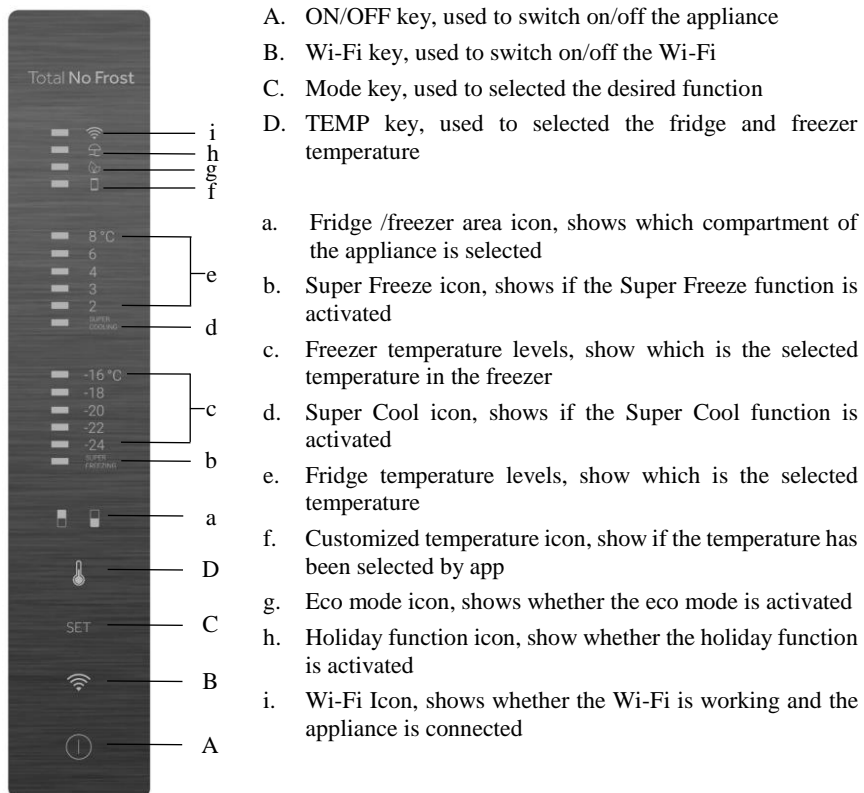 Total No Frost
i
h
g
f
8 °C
6
4
3
2
e
SUPER
COOLING
d
-16 °C
-18
-20
-22
-24
c
SUPER
FREEZING
b
a
D
SET
C
B
A
A. ON/OFF key, used to switch on/off the appliance
B. Wi-Fi key, used to switch on/off the Wi-Fi
C. Mode key, used to selected the desired function
D. TEMP key, used to selected the fridge and freezer
temperature
a. Fridge /freezer area icon, shows which compartment of
the appliance is selected
b. Super Freeze icon, shows if the Super Freeze function is
activated
c. Freezer temperature levels, show which is the selected
temperature in the freezer
d. Super Cool icon, shows if the Super Cool function is
activated
e. Fridge temperature levels, show which is the selected
temperature
f. Customized temperature icon, show if the temperature has
been selected by app
g. Eco mode icon, shows whether the eco mode is activated
h. Holiday function icon, show whether the holiday function
is activated
i. Wi-Fi Icon, shows whether the Wi-Fi is working and the
appliance is connected